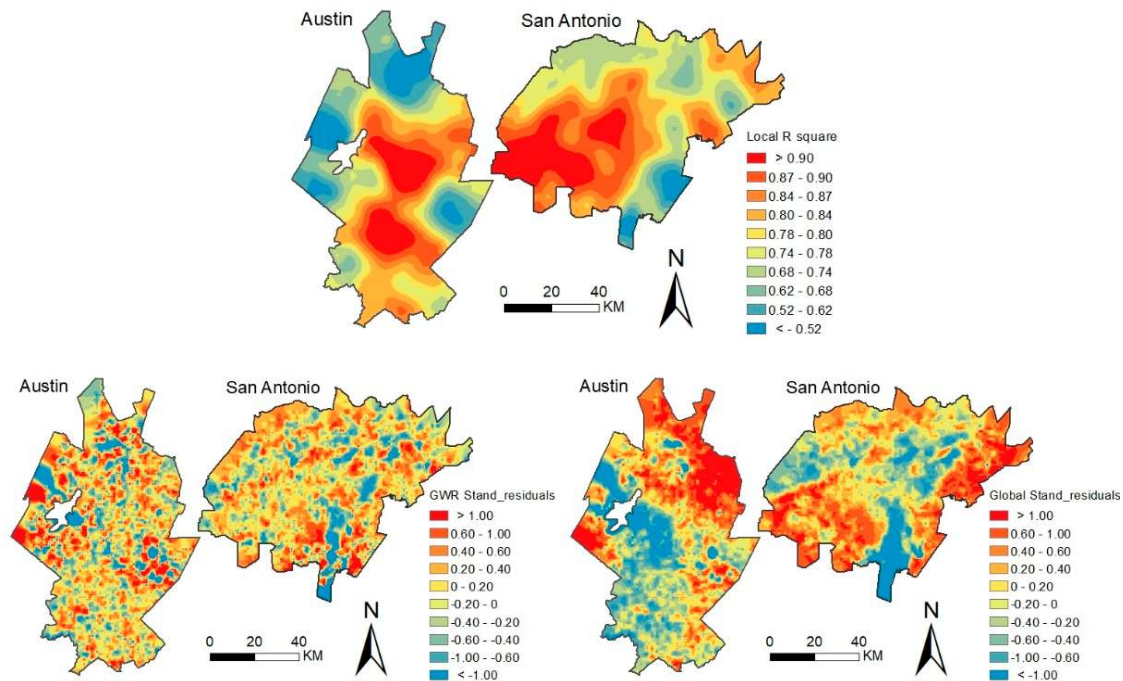 Austin
San Antonio
Local R square
> 0.90
0.87 - 0.90
0.84 - 0.87
0.80 - 0.84
0.78 - 0.80
0.74 - 0.78
0.68 - 0.74
0.62 - 0.68
0.52 - 0.62
< - 0.52
N
0 20 40
KM
Austin
San Antonio
GWR Stand_residuals
> 1.00
0.60 - 1.00
0.40 - 0.60
0.20 - 0.40
0 - 0.20
-0.20 - 0
-0.40 - -0.20
-0.60 - -0.40
-1.00 - -0.60
< -1.00
N
0 20 40
KM
Austin
San Antonio
Global Stand_residuals
> 1.00
0.60 - 1.00
0.40 - 0.60
0.20 - 0.40
0 - 0.20
-0.20 - 0
-0.40 - -0.20
-0.60 - -0.40
-1.00 - -0.60
< -1.00
N
0 20 40
KM